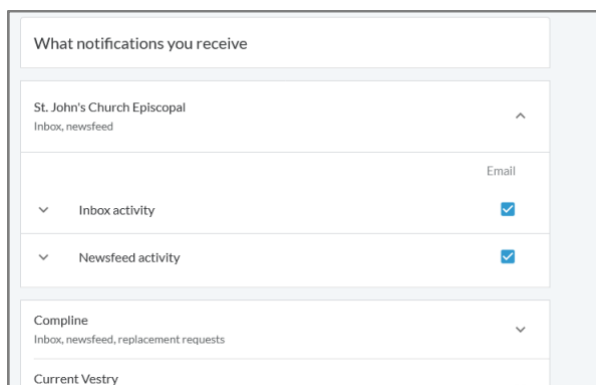 What notifications you receive
St. John's Church Episcopal
Inbox, newsfeed
Email
Inbox activity
Newsfeed activity
Compline
Inbox, newsfeed, replacement requests
Current Vestry